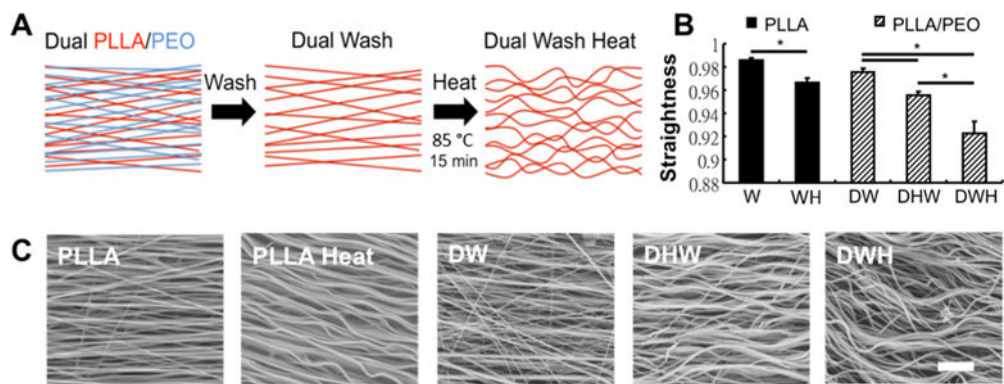 A
Dual PLLA/PEO
Wash
Dual Wash
Heat
85 °C
15 min
Dual Wash Heat
B
PLLA
PLLA/PEO
Straightness
1
0.98
0.96
0.94
0.92
0.9
0.88
*
*
*
W WH DW DHW DWH
C
PLLA
PLLA Heat
DW
DHW
DWH